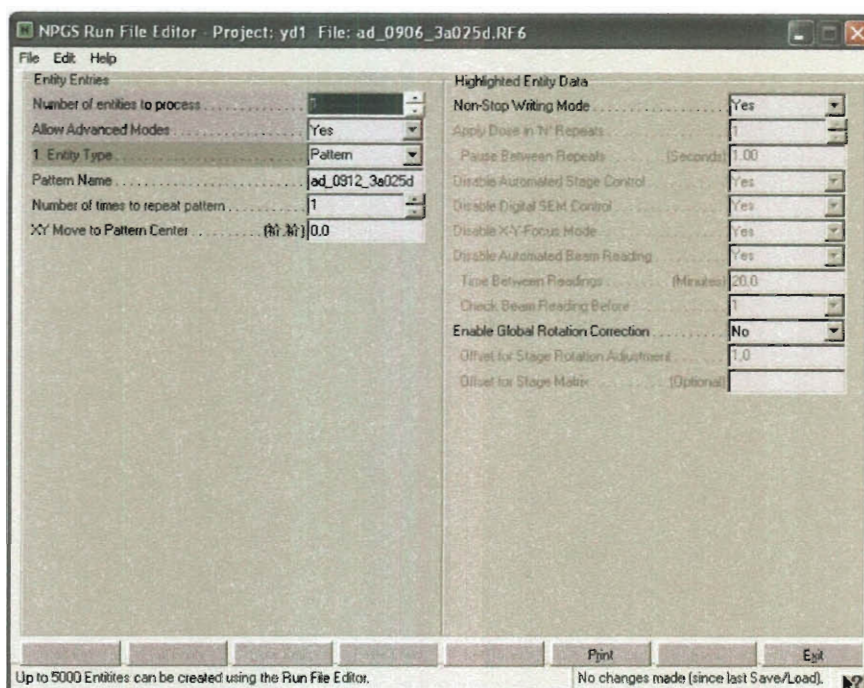 NPGS Run File Editor - Project: yd1 File: ad_0906_3a025d.RF6
File Edit Help
Entity Entries
Number of entities to process
Allow Advanced Modes Yes
1 Entity Type Pattern
Pattern Name ad_0912_3a025d
Number of times to repeat pattern 1
XY Move to Pattern Center 0,0
Highlighted Entity Data
Non-Stop Writing Mode Yes
Apply Dose in 'N' Repeats 1
Pause Between Repeats (Seconds) 1.00
Disable Automated Stage Control Yes
Disable Digital SEM Control Yes
Disable X-Y-Focus Mode Yes
Disable Automated Beam Reading Yes
Time Between Readings (Minutes) 20.0
Check Beam Reading Before 1
Enable Global Rotation Correction No
Offset for Stage Rotation Adjustment 1,0
Offset for Stage Matrix (Optional)
Print Exit
Up to 5000 Entitites can be created using the Run File Editor. No changes made (since last Save/Load).